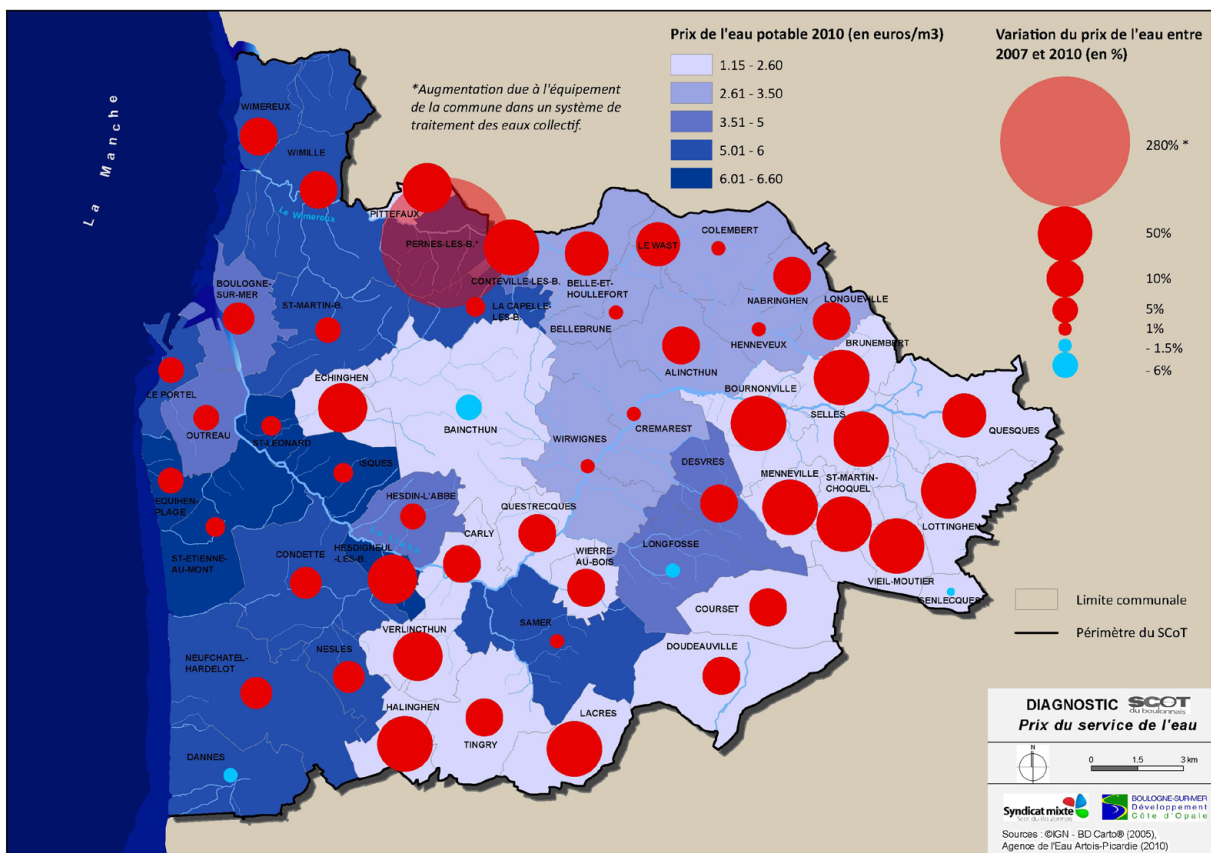 La Manche
*Augmentation due à l'équipement
de la commune dans un système de
traitement des eaux collectif.
Prix de l'eau potable 2010 (en euros/m3)
1.15 - 2.60
2.61 - 3.50
3.51 - 5
5.01 - 6
6.01 - 6.60
Variation du prix de l'eau entre
2007 et 2010 (en %)
280% *
50%
10%
5%
1%
- 1.5%
- 6%
WIMEREUX
WIMILLE
Le Wimereux
PITTEFAUX
PERNES-LES-B.*
CONTEVILLE-LES-B.
BELLE-ET-
HOULLEFORT
LE WAST
COLEMBERT
NABRINGHEN
LONGUEVILLE
BOULOGNE-
SUR-MER
ST-MARTIN-B.
LA CAPELLE-
LES-B.
BELLEBRUNE
HENNEVEUX
BRUNEMBERT
ALINCTHUN
LE PORTEL
ECHINGHEN
BOURNONVILLE
SELLES
QUESQUES
OUTREAU
ST-LEONARD
BAINCTHUN
WIRWIGNES
CREMAREST
ISQUES
DESVRES
MENNEVILLE
ST-MARTIN-
CHOQUEL
EQUIHEN-
PLAGE
HESDIN-L'ABBE
QUESTRECQUES
LOTTINGHEN
ST-ETIENNE-
AU-MONT
CONDETTE
HESDIGNEUL
-LES-B.
CARLY
WIERRE-
AU-BOIS
LONGFOSSE
VIEIL-MOUTIER
SENLECQUES
COURSET
VERLINCTHUN
SAMER
NEUFCHATEL-
HARDELOT
NESLES
DOUDEAUVILLE
HALINGHEN
TINGRY
LACRES
DANNES
Limite communale
Périmètre du SCoT
DIAGNOSTIC SCOT
du boulonnais
Prix du service de l'eau
N
0 1.5 3 km
Syndicat mixte
Scot du Boulonnais
BOULOGNE-SUR-MER
Développement
Côte d'Opale
Sources : ©IGN - BD Carto® (2005),
Agence de l'Eau Artois-Picardie (2010)